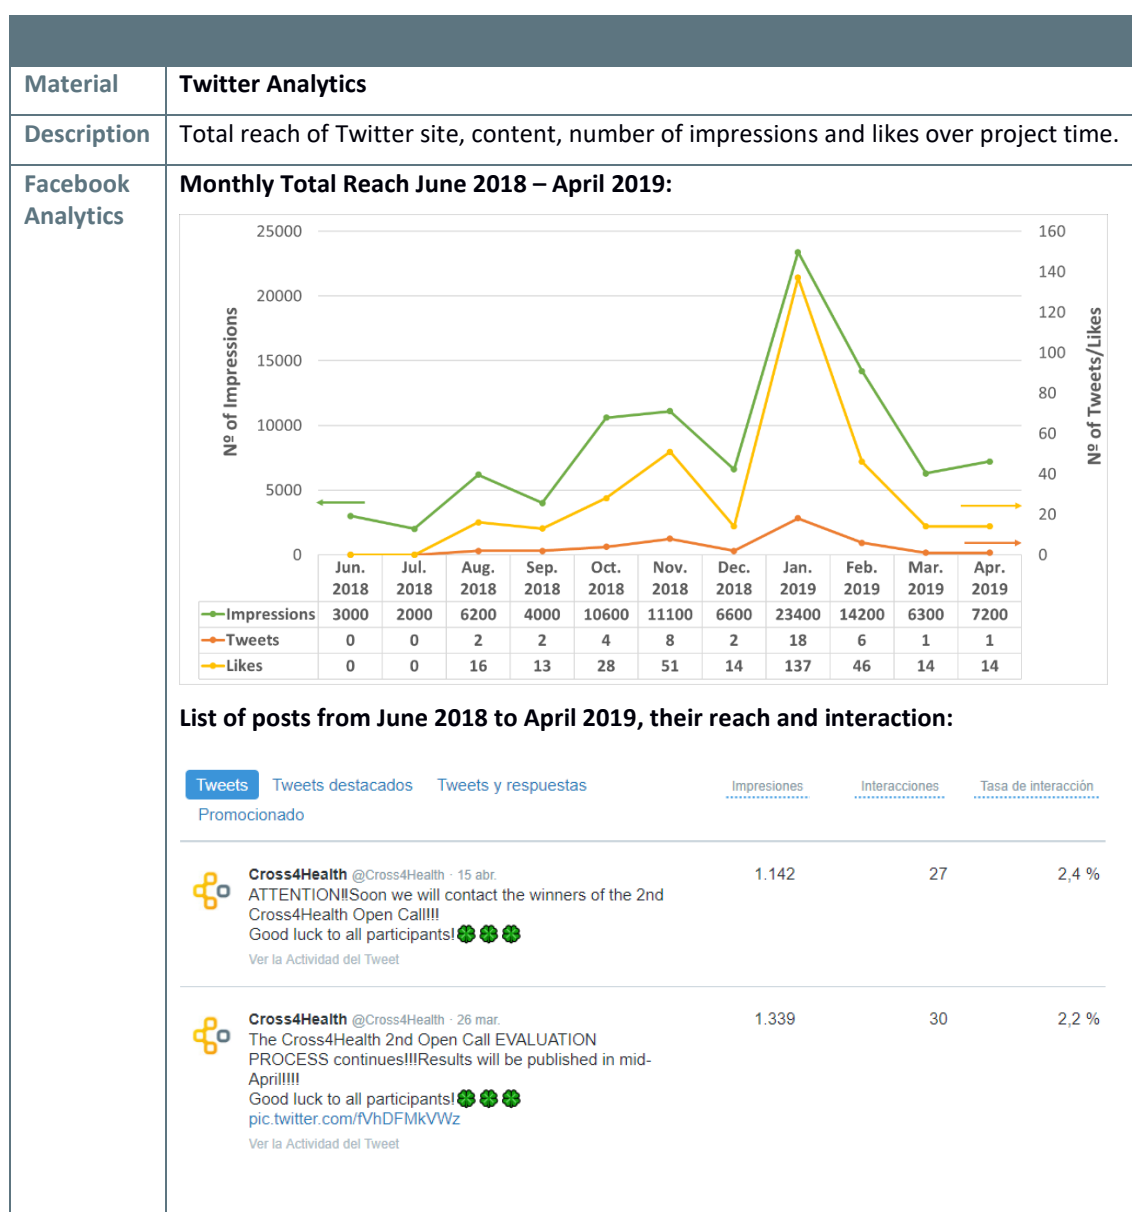 Material Twitter Analytics
Description Total reach of Twitter site, content, number of impressions and likes over project time.
Facebook Analytics
Monthly Total Reach June 2018 – April 2019:
25000
20000
15000
10000
5000
0
Nº of Impressions
160
140
120
100
80
60
40
20
0
Nº of Tweets/Likes
Jun. 2018 Jul. 2018 Aug. 2018 Sep. 2018 Oct. 2018 Nov. 2018 Dec. 2018 Jan. 2019 Feb. 2019 Mar. 2019 Apr. 2019
Impressions 3000 2000 6200 4000 10600 11100 6600 23400 14200 6300 7200
Tweets 0 0 2 2 4 8 2 18 6 1 1
Likes 0 0 16 13 28 51 14 137 46 14 14
List of posts from June 2018 to April 2019, their reach and interaction:
Tweets Tweets destacados Tweets y respuestas Impresiones Interacciones Tasa de interacción
Promocionado
Cross4Health @Cross4Health · 15 abr. 1.142 27 2,4 %
ATTENTION!!Soon we will contact the winners of the 2nd
Cross4Health Open Call!!!
Good luck to all participants!🍀🍀🍀
Ver la Actividad del Tweet
Cross4Health @Cross4Health · 26 mar. 1.339 30 2,2 %
The Cross4Health 2nd Open Call EVALUATION
PROCESS continues!!!Results will be published in mid-
April!!!!
Good luck to all participants!🍀🍀🍀
pic.twitter.com/fVhDFMkVWz
Ver la Actividad del Tweet